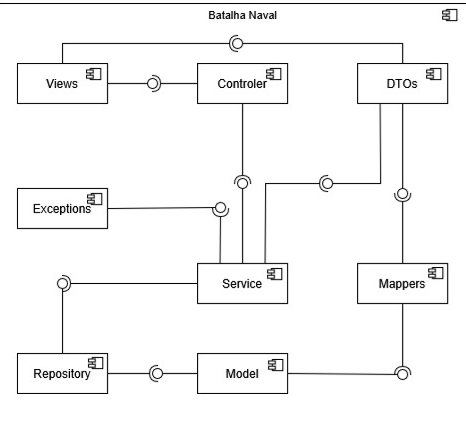 Batalha Naval
Views
Controler
DTOs
Exceptions
Service
Mappers
Repository
Model